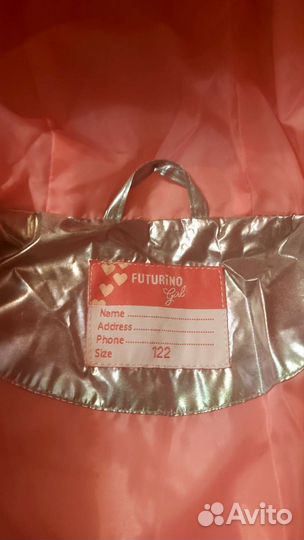 FUTURiNO
Girl
Name
Address
Phone
Size 122
Avito